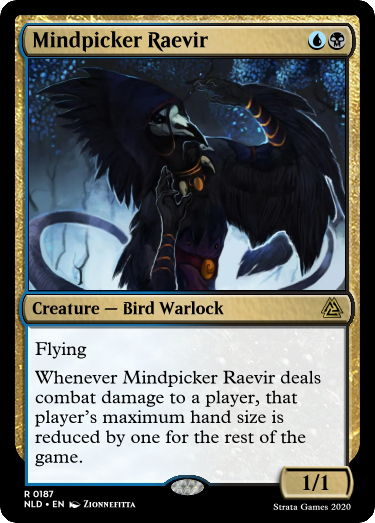 Mindpicker Raevir
Creature — Bird Warlock
Flying
Whenever Mindpicker Raevir deals
combat damage to a player, that
player's maximum hand size is
reduced by one for the rest of the
game.
1/1
R 0187
NLD • EN Zionnefitta
Strata Games 2020